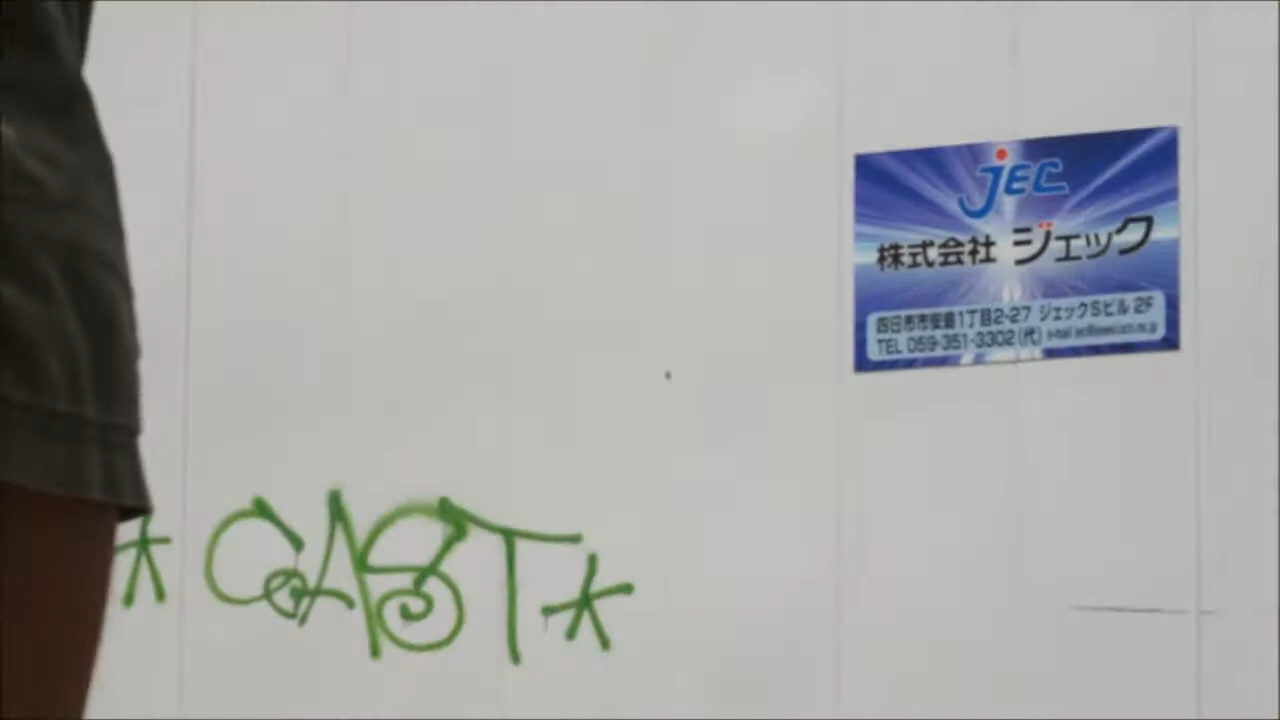 JEC
株式会社 ジェック
四日市市安島1丁目2-27 ジェックSビル 2F
TEL 059-351-3302 (代)
*CAST*